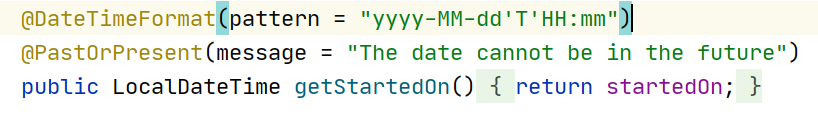 @DateTimeFormat(pattern = "yyyy-MM-dd'T'HH:mm")
@PastOrPresent(message = "The date cannot be in the future")
public LocalDateTime getStartedOn() { return startedOn; }